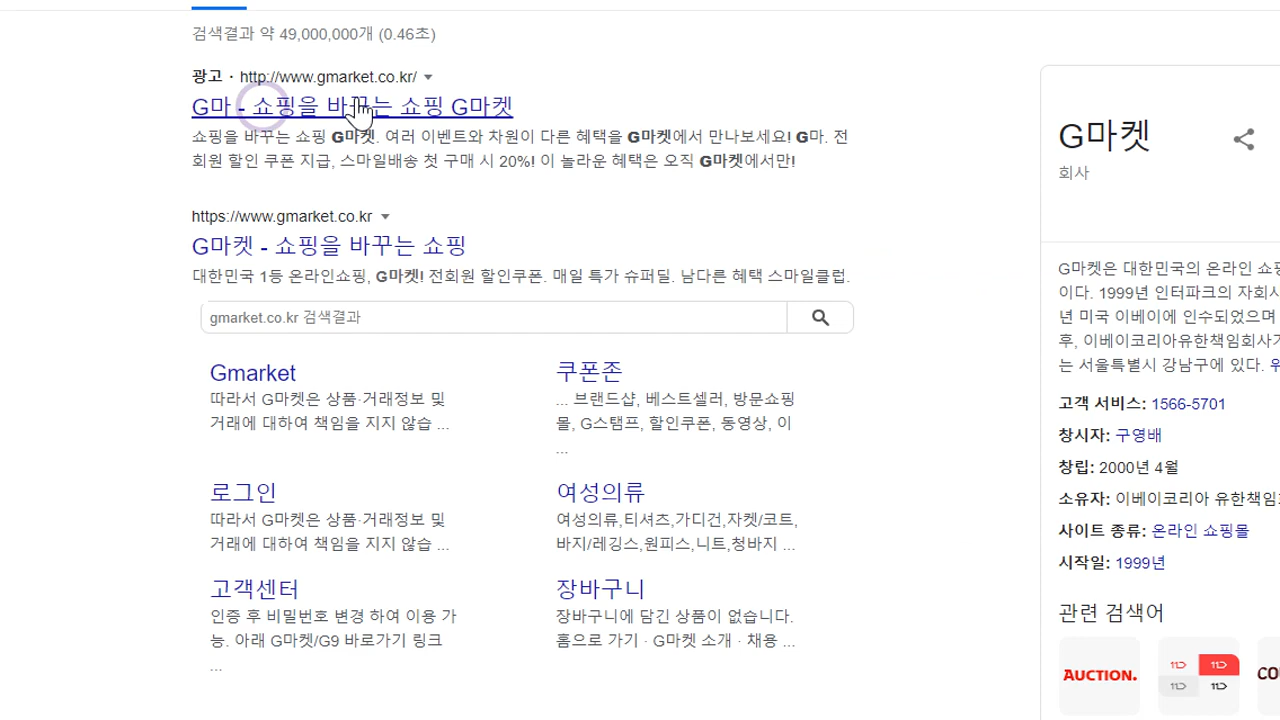 검색결과 약 49,000,000개 (0.46초)
광고 · http://www.gmarket.co.kr/
G마 - 쇼핑을 바꾸는 쇼핑 G마켓
쇼핑을 바꾸는 쇼핑 G마켓. 여러 이벤트와 차원이 다른 혜택을 G마켓에서 만나보세요! G마. 전
회원 할인 쿠폰 지급, 스마일배송 첫 구매 시 20%! 이 놀라운 혜택은 오직 G마켓에서만!
https://www.gmarket.co.kr
G마켓 - 쇼핑을 바꾸는 쇼핑
대한민국 1등 온라인쇼핑, G마켓! 전회원 할인쿠폰. 매일 특가 슈퍼딜. 남다른 혜택 스마일클럽.
gmarket.co.kr 검색결과
Gmarket
따라서 G마켓은 상품·거래정보 및
거래에 대하여 책임을 지지 않습 ...
쿠폰존
... 브랜드샵, 베스트셀러, 방문쇼핑
몰, G스탬프, 할인쿠폰, 동영상, 이
...
로그인
따라서 G마켓은 상품·거래정보 및
거래에 대하여 책임을 지지 않습 ...
여성의류
여성의류,티셔츠,가디건,자켓/코트,
바지/레깅스,원피스,니트,청바지 ...
고객센터
인증 후 비밀번호 변경 하여 이용 가
능. 아래 G마켓/G9 바로가기 링크
...
장바구니
장바구니에 담긴 상품이 없습니다.
홈으로 가기 · G마켓 소개 · 채용 ...
G마켓
회사
G마켓은 대한민국의 온라인 쇼핑
이다. 1999년 인터파크의 자회사
년 미국 이베이에 인수되었으며
후, 이베이코리아유한책임회사가
는 서울특별시 강남구에 있다.
고객 서비스: 1566-5701
창시자: 구영배
창립: 2000년 4월
소유자: 이베이코리아 유한책임
사이트 종류: 온라인 쇼핑몰
시작일: 1999년
관련 검색어
AUCTION.
11 11
11 11
CO